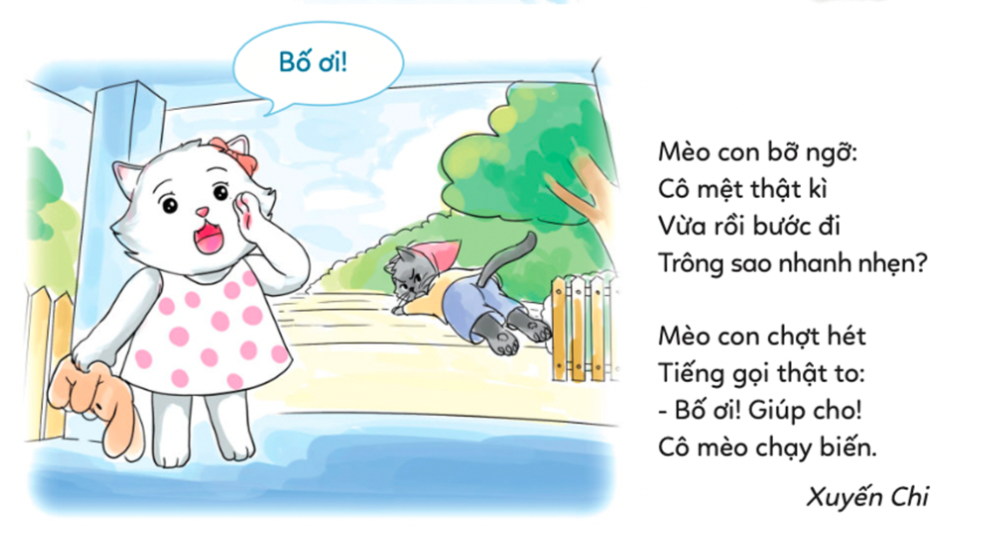 Bố ơi!
Mèo con bỡ ngỡ:
Cô mệt thật kì
Vừa rồi bước đi
Trông sao nhanh nhẹn?
Mèo con chợt hét
Tiếng gọi thật to:
- Bố ơi! Giúp cho!
Cô mèo chạy biến.
Xuyến Chi